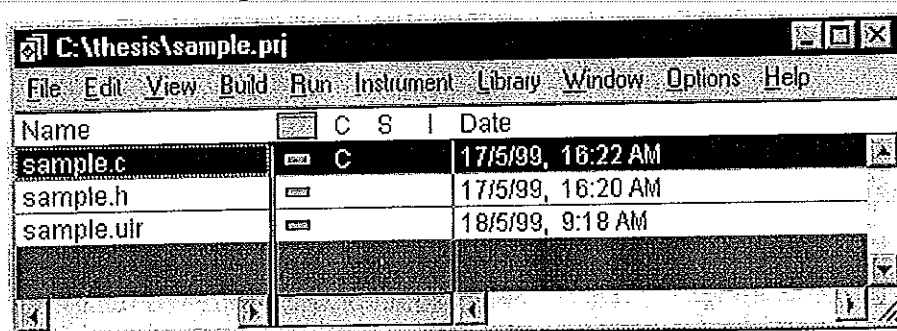 C:\thesis\sample.prj
File Edit View Build Run Instrument Library Window Options Help
Name C S I Date
sample.c C 17/5/99, 16:22 AM
sample.h 17/5/99, 16:20 AM
sample.uir 18/5/99, 9:18 AM